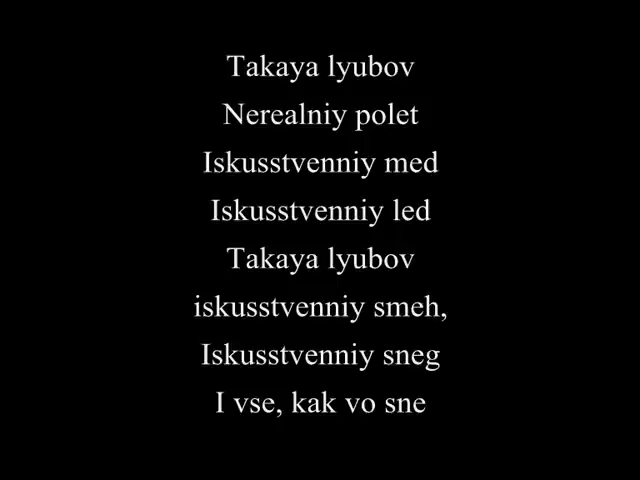 Takaya lyubov
Nerealniy polet
Iskusstvenniy med
Iskusstvenniy led
Takaya lyubov
iskusstvenniy smeh,
Iskusstvenniy sneg
I vse, kak vo sne